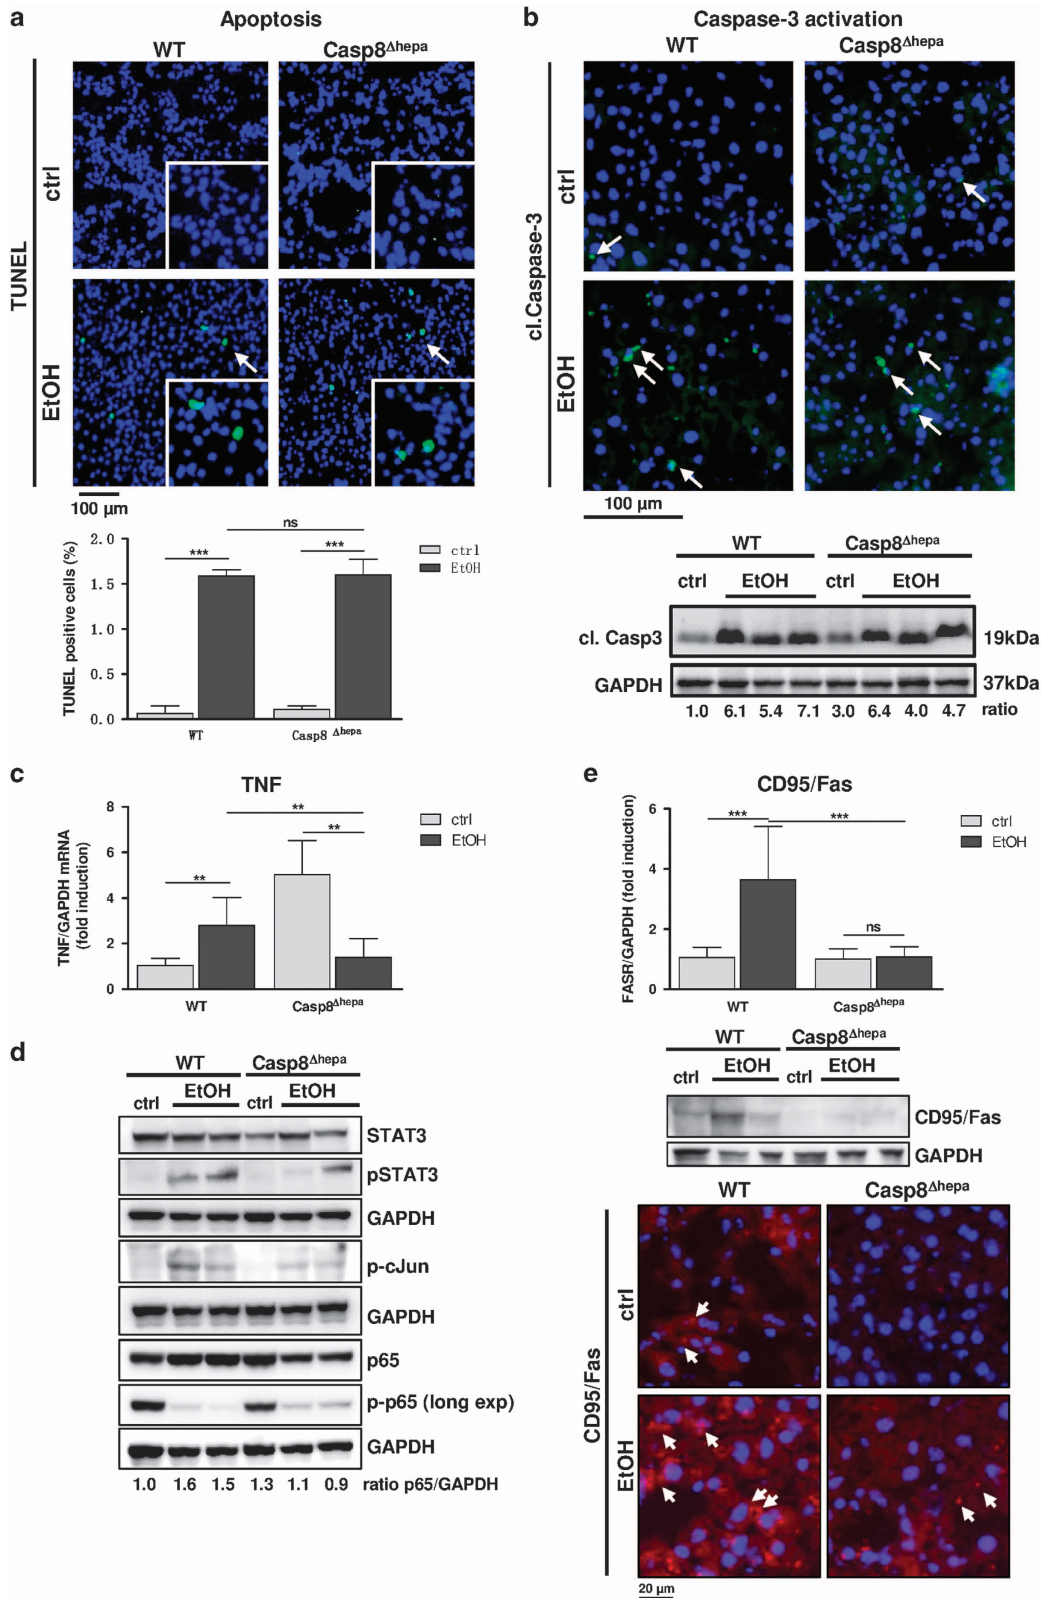 a
Apoptosis
WT
Casp8Δhepa
TUNEL
ctrl
EtOH
100 µm
ns
***
***
TUNEL positive cells (%)
2.0
1.5
1.0
0.5
0.0
WT
Casp8 Δhepa
ctrl
EtOH
b
Caspase-3 activation
WT
Casp8Δhepa
cl.Caspase-3
ctrl
EtOH
100 µm
WT
Casp8Δhepa
ctrl
EtOH
ctrl
EtOH
cl. Casp3
19kDa
GAPDH
37kDa
1.0 6.1 5.4 7.1 3.0 6.4 4.0 4.7 ratio
c
TNF
TNF/GAPDH mRNA
(fold induction)
8
6
4
2
0
**
**
**
WT
Casp8Δhepa
ctrl
EtOH
d
WT
Casp8Δhepa
ctrl
EtOH
ctrl
EtOH
STAT3
pSTAT3
GAPDH
p-cJun
GAPDH
p65
p-p65 (long exp)
GAPDH
1.0 1.6 1.5 1.3 1.1 0.9 ratio p65/GAPDH
e
CD95/Fas
FASR/GAPDH (fold induction)
6
4
2
0
***
***
ns
WT
Casp8Δhepa
ctrl
EtOH
WT
Casp8Δhepa
ctrl
EtOH
ctrl
EtOH
CD95/Fas
GAPDH
WT
Casp8Δhepa
CD95/Fas
ctrl
EtOH
20 µm